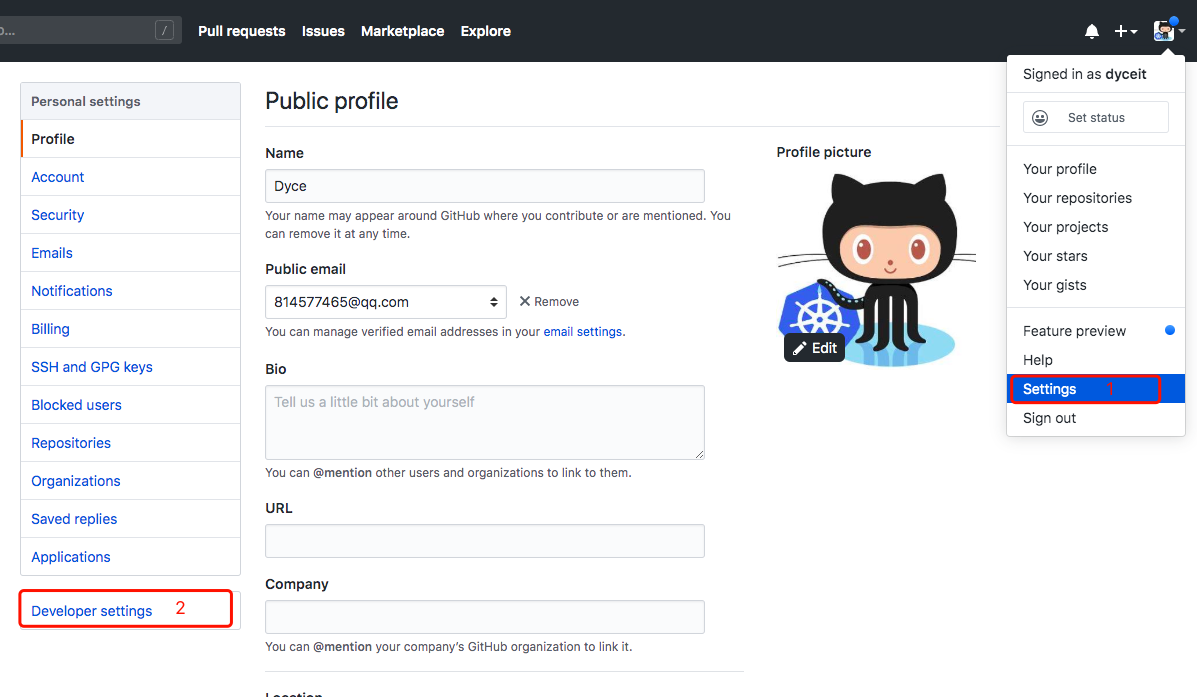 o...
/
Pull requests Issues Marketplace Explore
Signed in as dyceit
Set status
Your profile
Your repositories
Your projects
Your stars
Your gists
Feature preview
Help
Settings 1
Sign out
Personal settings
Profile
Account
Security
Emails
Notifications
Billing
SSH and GPG keys
Blocked users
Repositories
Organizations
Saved replies
Applications
Developer settings 2
Public profile
Name
Dyce
Your name may appear around GitHub where you contribute or are mentioned. You
can remove it at any time.
Public email
814577465@qq.com
Remove
You can manage verified email addresses in your email settings.
Bio
Tell us a little bit about yourself
You can @mention other users and organizations to link to them.
URL
Company
You can @mention your company's GitHub organization to link it.
Location
Profile picture
Edit